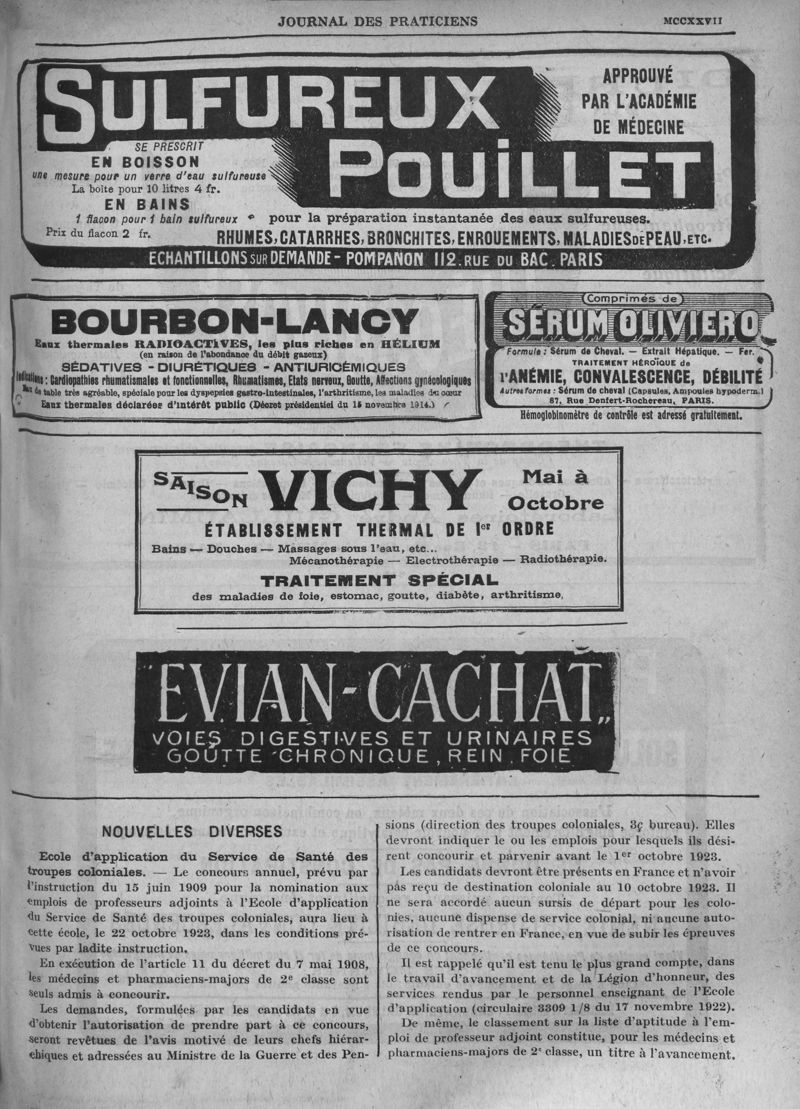 JOURNAL DES PRATICIENS
MCCXXVII
SULFUREUX
POUILLET
APPROUVÉ
PAR L'ACADÉMIE
DE MÉDECINE
SE PRESCRIT
EN BOISSON
une mesure pour un verre d'eau sulfureuse
La boîte pour 10 litres 4 fr.
EN BAINS
1 flacon pour 1 bain sulfureux
Prix du flacon 2 fr.
pour la préparation instantanée des eaux sulfureuses.
RHUMES, CATARRHES, BRONCHITES, ENROUEMENTS, MALADIES DE PEAU, ETC.
ECHANTILLONS SUR DEMANDE - POMPANON 112. RUE DU BAC. PARIS
BOURBON-LANCY
Eaux thermales RADIOACTIVES, les plus riches en HÉLIUM
(en raison de l'abondance du débit gazeux)
SÉDATIVES - DIURÉTIQUES - ANTIURICÉMIQUES
Indications : Cardiopathies rhumatismales et fonctionnelles, Rhumatismes, Etats nerveux, Goutte, Affections gynécologiques
Eaux de table très agréable, spéciale pour les dyspepsies gastro-intestinales, l'arthritisme, les maladies du cœur
Eaux thermales déclarées d'intérêt public (Décret présidentiel du 15 novembre 1914.)
(Comprimés de)
SÉRUM OLIVIERO
Formule : Sérum de Cheval. — Extrait Hépatique. — Fer.
TRAITEMENT HÉROÏQUE de
l'ANÉMIE, CONVALESCENCE, DÉBILITÉ
Autres formes : Sérum de cheval (Capsules, Ampoules hypoderm.)
87, Rue Denfert-Rochereau, PARIS.
Hémoglobinomètre de contrôle est adressé gratuitement.
SAISON
VICHY
Mai à
Octobre
ÉTABLISSEMENT THERMAL DE 1er ORDRE
Bains — Douches — Massages sous l'eau, etc...
Mécanothérapie — Electrothérapie — Radiothérapie.
TRAITEMENT SPÉCIAL
des maladies de foie, estomac, goutte, diabète, arthritisme,
"EVIAN-CACHAT"
VOIES DIGESTIVES ET URINAIRES
GOUTTE CHRONIQUE, REIN, FOIE
NOUVELLES DIVERSES
Ecole d'application du Service de Santé des
troupes coloniales. — Le concours annuel, prévu par
l'instruction du 15 juin 1909 pour la nomination aux
emplois de professeurs adjoints à l'Ecole d'application
du Service de Santé des troupes coloniales, aura lieu à
cette école, le 22 octobre 1923, dans les conditions pré-
vues par ladite instruction.
En exécution de l'article 11 du décret du 7 mai 1908,
les médecins et pharmaciens-majors de 2e classe sont
seuls admis à concourir.
Les demandes, formulées par les candidats en vue
d'obtenir l'autorisation de prendre part à ce concours,
seront revêtues de l'avis motivé de leurs chefs hiérar-
chiques et adressées au Ministre de la Guerre et des Pen-
sions (direction des troupes coloniales, 3ç bureau). Elles
devront indiquer le ou les emplois pour lesquels ils dési-
rent concourir et parvenir avant le 1er octobre 1923.
Les candidats devront être présents en France et n'avoir
pas reçu de destination coloniale au 10 octobre 1923. Il
ne sera accordé aucun sursis de départ pour les colo-
nies, aucune dispense de service colonial, ni aucune auto-
risation de rentrer en France, en vue de subir les épreuves
de ce concours.
Il est rappelé qu'il est tenu le plus grand compte, dans
le travail d'avancement et de la Légion d'honneur, des
services rendus par le personnel enseignant de l'Ecole
d'application (circulaire 3309 1/8 du 17 novembre 1922).
De même, le classement sur la liste d'aptitude à l'em-
ploi de professeur adjoint constitue, pour les médecins et
pharmaciens-majors de 2e classe, un titre à l'avancement.